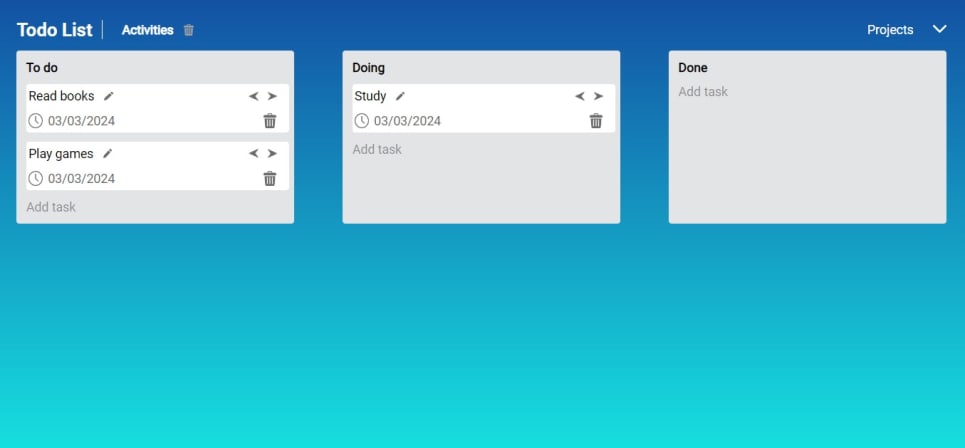 Todo List
Activities
Projects
To do
Read books
03/03/2024
Play games
03/03/2024
Add task
Doing
Study
03/03/2024
Add task
Done
Add task